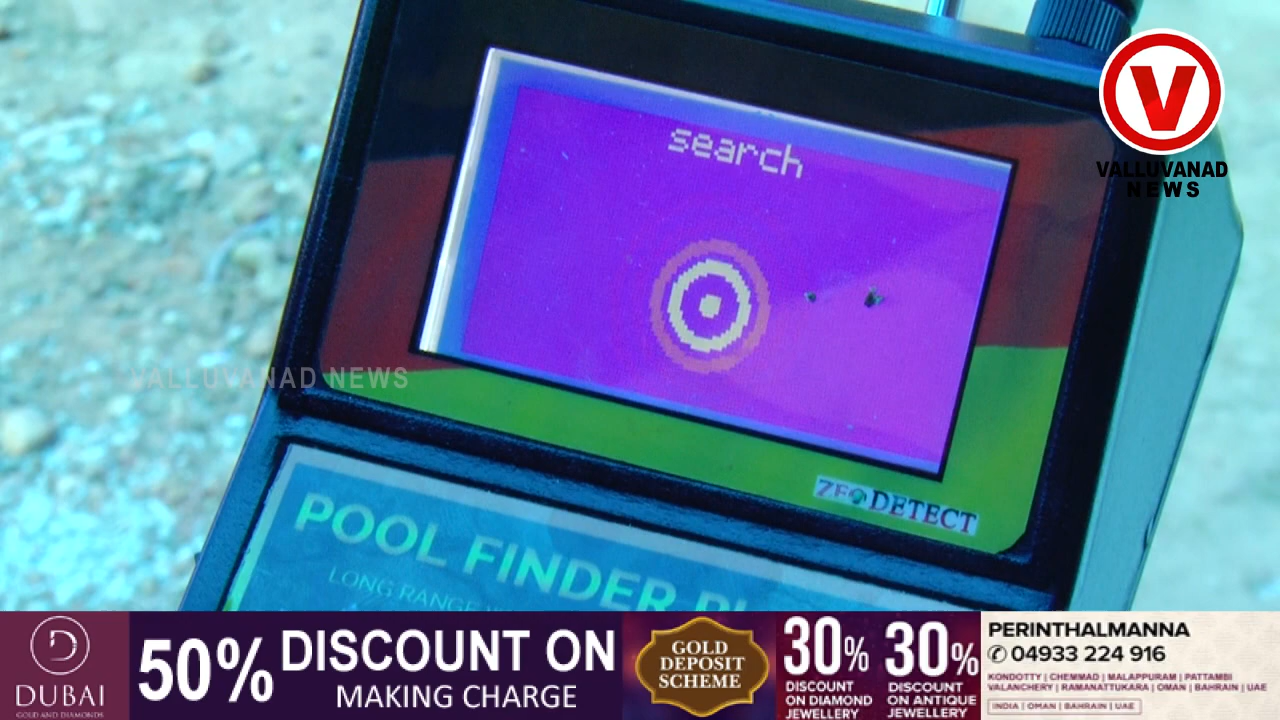 search
V
VALLUVANAD
NEWS
VALLUVANAD NEWS
ZEODETECT
POOL FINDER
LONG RANGE
D
DUBAI
GOLD AND DIAMONDS
50% DISCOUNT ON
MAKING CHARGE
GOLD
DEPOSIT
SCHEME
30%
DISCOUNT
ON DIAMOND
JEWELLERY
30%
DISCOUNT
ON ANTIQUE
JEWELLERY
PERINTHALMANNA
✆ 04933 224 916
KONDOTTY | CHEMMAD | MALAPPURAM | PATTAMBI
VALANCHERY | RAMANATTUKARA | OMAN | BAHRAIN | UAE
INDIA | OMAN | BAHRAIN | UAE